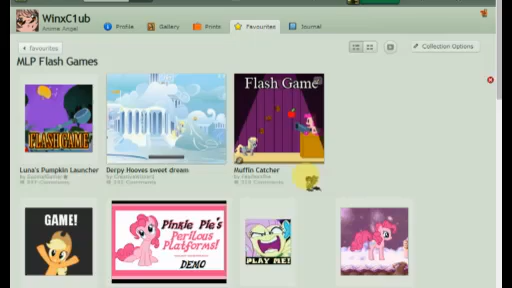 WinxC1ub
Anime Angel
Profile
Gallery
Prints
Favourites
Journal
favourites
Collection Options
MLP Flash Games
FLASH GAME
Flash Game
Luna's Pumpkin Launcher
Derpy Hooves sweet dream
Muffin Catcher
GAME!
Pinkie Pie's
Perilous
Platforms!
DEMO
PLAY ME!